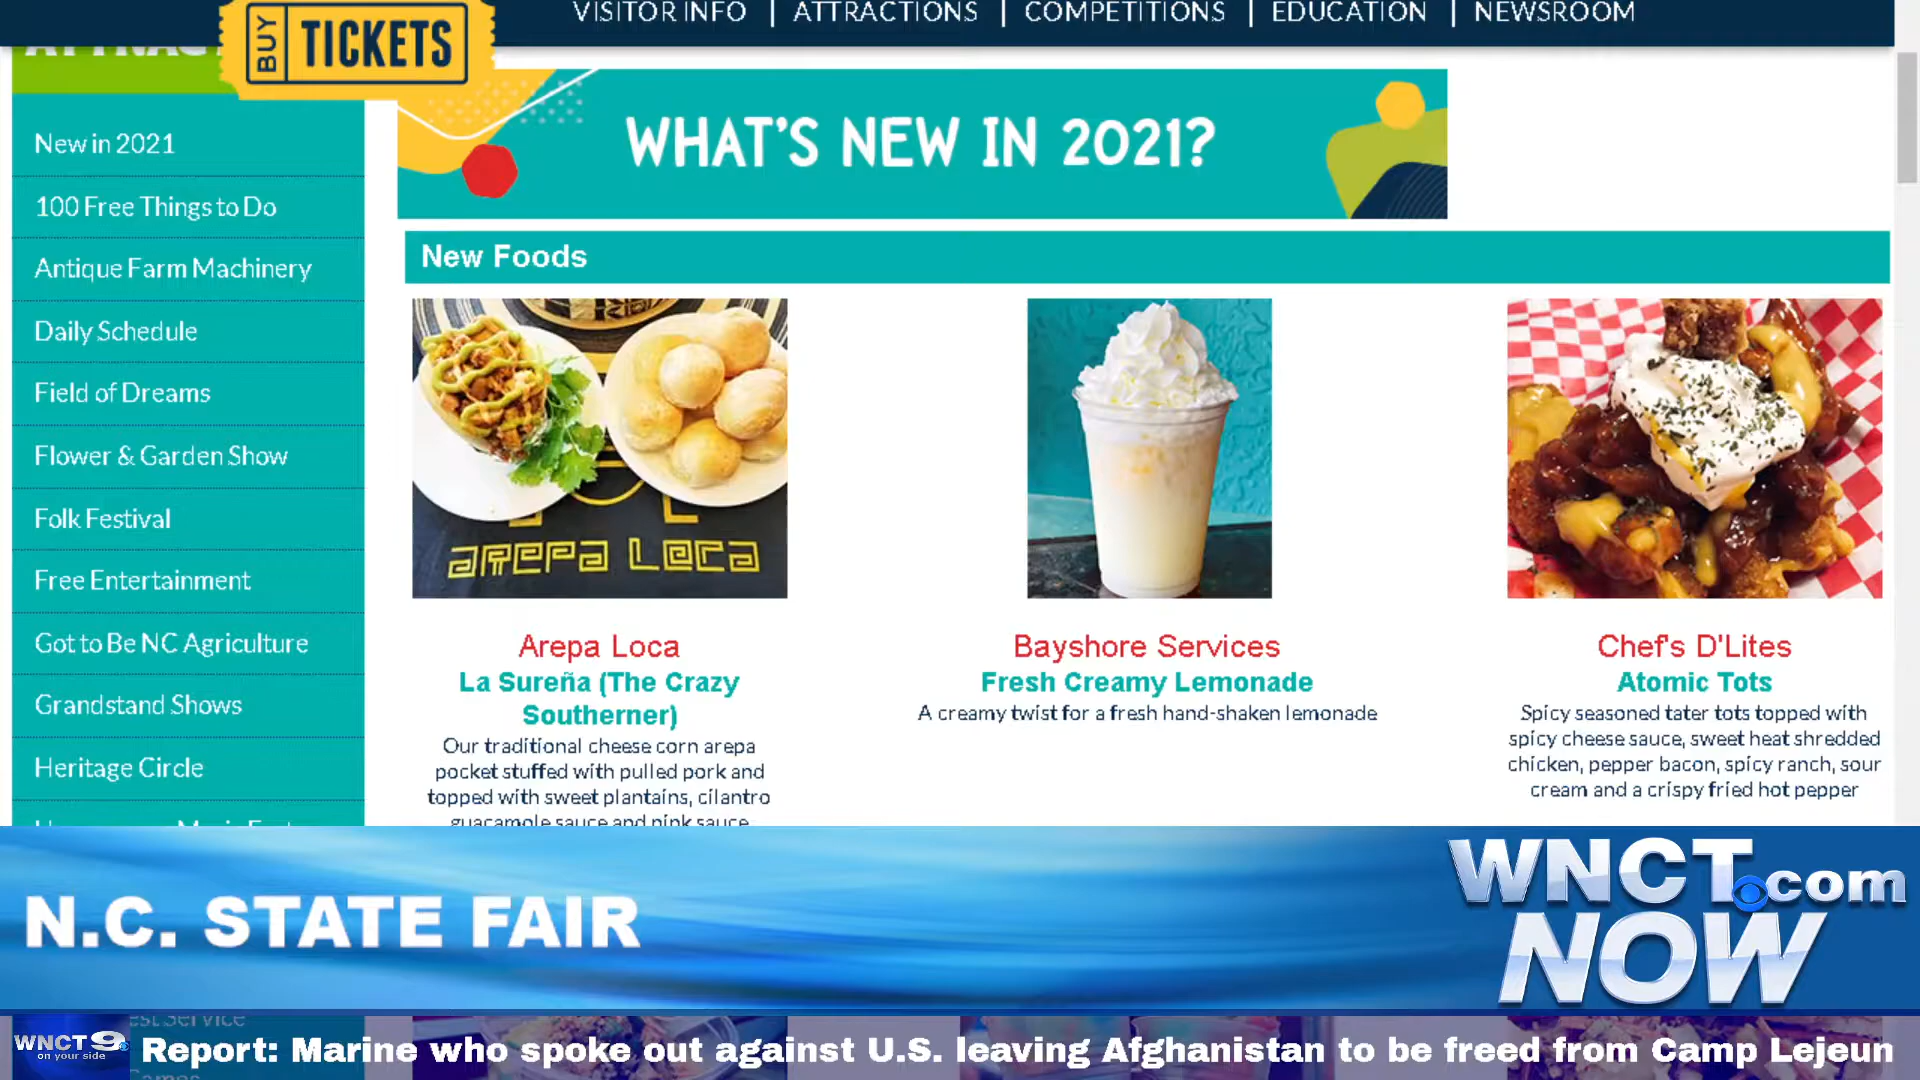 VISITOR INFO | ATTRACTIONS | COMPETITIONS | EDUCATION | NEWSROOM
BUY TICKETS
New in 2021
100 Free Things to Do
Antique Farm Machinery
Daily Schedule
Field of Dreams
Flower & Garden Show
Folk Festival
Free Entertainment
Got to Be NC Agriculture
Grandstand Shows
Heritage Circle
WHAT'S NEW IN 2021?
New Foods
arepa Loca
Arepa Loca
La Sureña (The Crazy
Southerner)
Our traditional cheese corn arepa
pocket stuffed with pulled pork and
topped with sweet plantains, cilantro
guacamole sauce and pink sauce
Bayshore Services
Fresh Creamy Lemonade
A creamy twist for a fresh hand-shaken lemonade
Chef's D'Lites
Atomic Tots
Spicy seasoned tater tots topped with
spicy cheese sauce, sweet heat shredded
chicken, pepper bacon, spicy ranch, sour
cream and a crispy fried hot pepper
N.C. STATE FAIR
WNCT.com
NOW
WNCT 9
on your side
Report: Marine who spoke out against U.S. leaving Afghanistan to be freed from Camp Lejeun